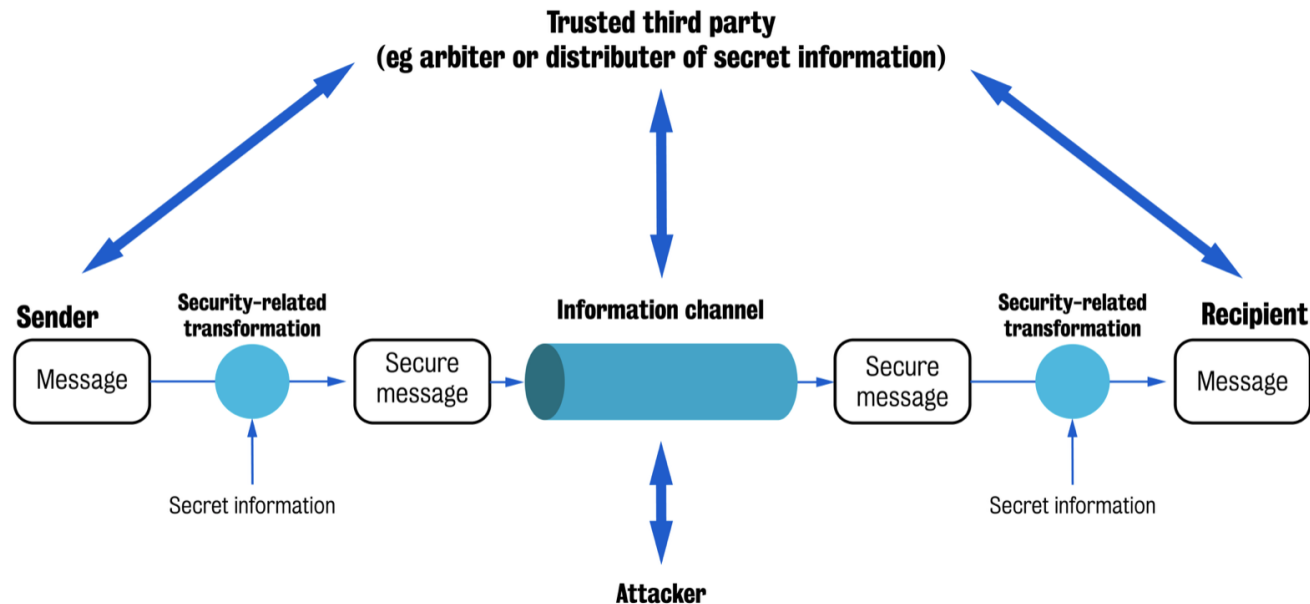 Trusted third party
(eg arbiter or distributer of secret information)
Sender
Security-related
transformation
Information channel
Security-related
transformation
Recipient
Message
Secure
message
Secure
message
Message
Secret information
Secret information
Attacker